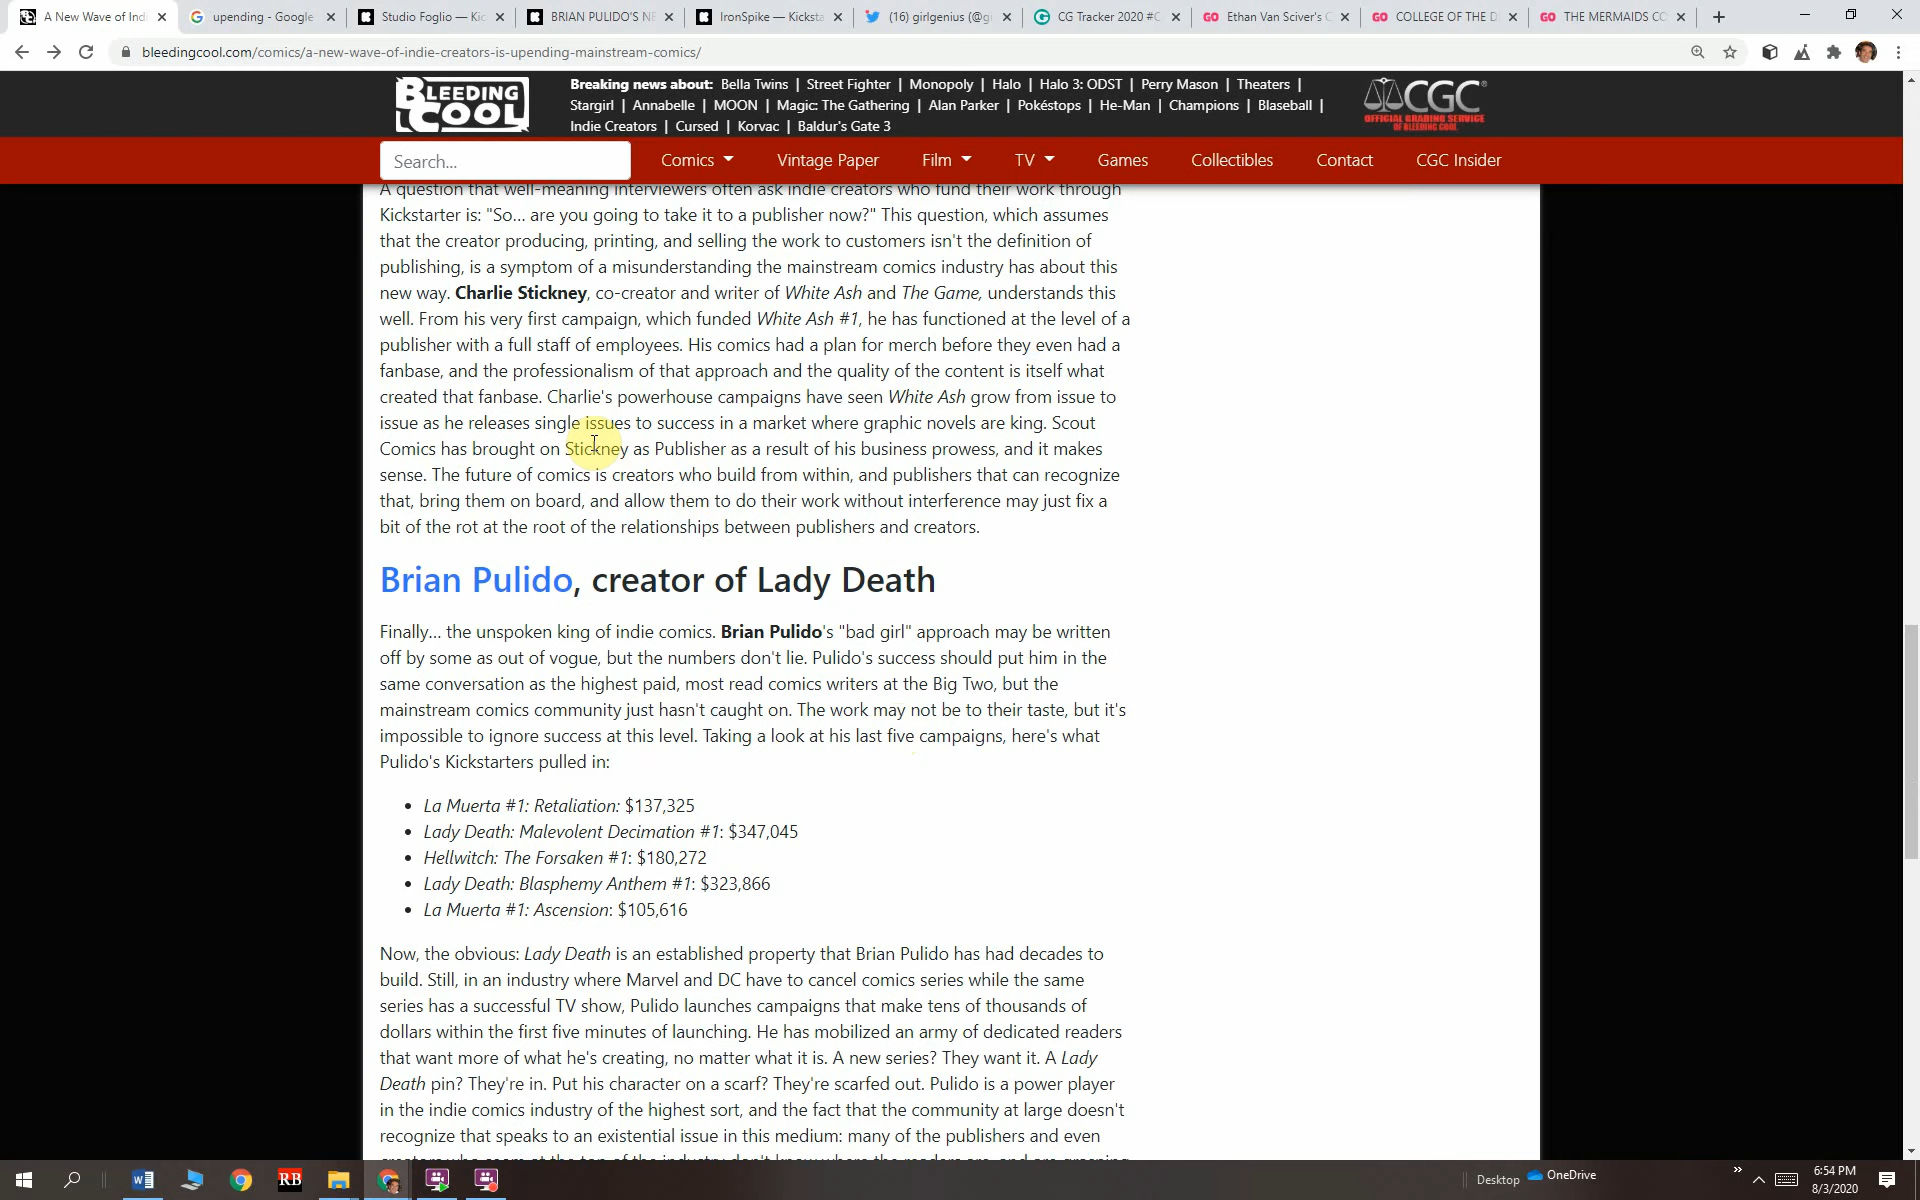 A New Wave of Indi
upending - Google
Studio Foglio — Kic
BRIAN PULIDO'S NE
IronSpike — Kicksta
(16) girlgenius (@gi
CG Tracker 2020 #C
GO Ethan Van Sciver's C
GO COLLEGE OF THE D
GO THE MERMAIDS CO
bleedingcool.com/comics/a-new-wave-of-indie-creators-is-upending-mainstream-comics/
BLEEDING COOL
Breaking news about: Bella Twins | Street Fighter | Monopoly | Halo | Halo 3: ODST | Perry Mason | Theaters |
Stargirl | Annabelle | MOON | Magic: The Gathering | Alan Parker | Pokéstops | He-Man | Champions | Blaseball |
Indie Creators | Cursed | Korvac | Baldur's Gate 3
CGC
OFFICIAL GRADING SERVICE
OF BLEEDING COOL
Search...
Comics
Vintage Paper
Film
TV
Games
Collectibles
Contact
CGC Insider
A question that well-meaning interviewers often ask indie creators who fund their work through
Kickstarter is: "So... are you going to take it to a publisher now?" This question, which assumes
that the creator producing, printing, and selling the work to customers isn't the definition of
publishing, is a symptom of a misunderstanding the mainstream comics industry has about this
new way. Charlie Stickney, co-creator and writer of White Ash and The Game, understands this
well. From his very first campaign, which funded White Ash #1, he has functioned at the level of a
publisher with a full staff of employees. His comics had a plan for merch before they even had a
fanbase, and the professionalism of that approach and the quality of the content is itself what
created that fanbase. Charlie's powerhouse campaigns have seen White Ash grow from issue to
issue as he releases single issues to success in a market where graphic novels are king. Scout
Comics has brought on Stickney as Publisher as a result of his business prowess, and it makes
sense. The future of comics is creators who build from within, and publishers that can recognize
that, bring them on board, and allow them to do their work without interference may just fix a
bit of the rot at the root of the relationships between publishers and creators.
Brian Pulido, creator of Lady Death
Finally... the unspoken king of indie comics. Brian Pulido's "bad girl" approach may be written
off by some as out of vogue, but the numbers don't lie. Pulido's success should put him in the
same conversation as the highest paid, most read comics writers at the Big Two, but the
mainstream comics community just hasn't caught on. The work may not be to their taste, but it's
impossible to ignore success at this level. Taking a look at his last five campaigns, here's what
Pulido's Kickstarters pulled in:
• La Muerta #1: Retaliation: $137,325
• Lady Death: Malevolent Decimation #1: $347,045
• Hellwitch: The Forsaken #1: $180,272
• Lady Death: Blasphemy Anthem #1: $323,866
• La Muerta #1: Ascension: $105,616
Now, the obvious: Lady Death is an established property that Brian Pulido has had decades to
build. Still, in an industry where Marvel and DC have to cancel comics series while the same
series has a successful TV show, Pulido launches campaigns that make tens of thousands of
dollars within the first five minutes of launching. He has mobilized an army of dedicated readers
that want more of what he's creating, no matter what it is. A new series? They want it. A Lady
Death pin? They're in. Put his character on a scarf? They're scarfed out. Pulido is a power player
in the indie comics industry of the highest sort, and the fact that the community at large doesn't
recognize that speaks to an existential issue in this medium: many of the publishers and even
RB
Desktop
OneDrive
6:54 PM
8/3/2020